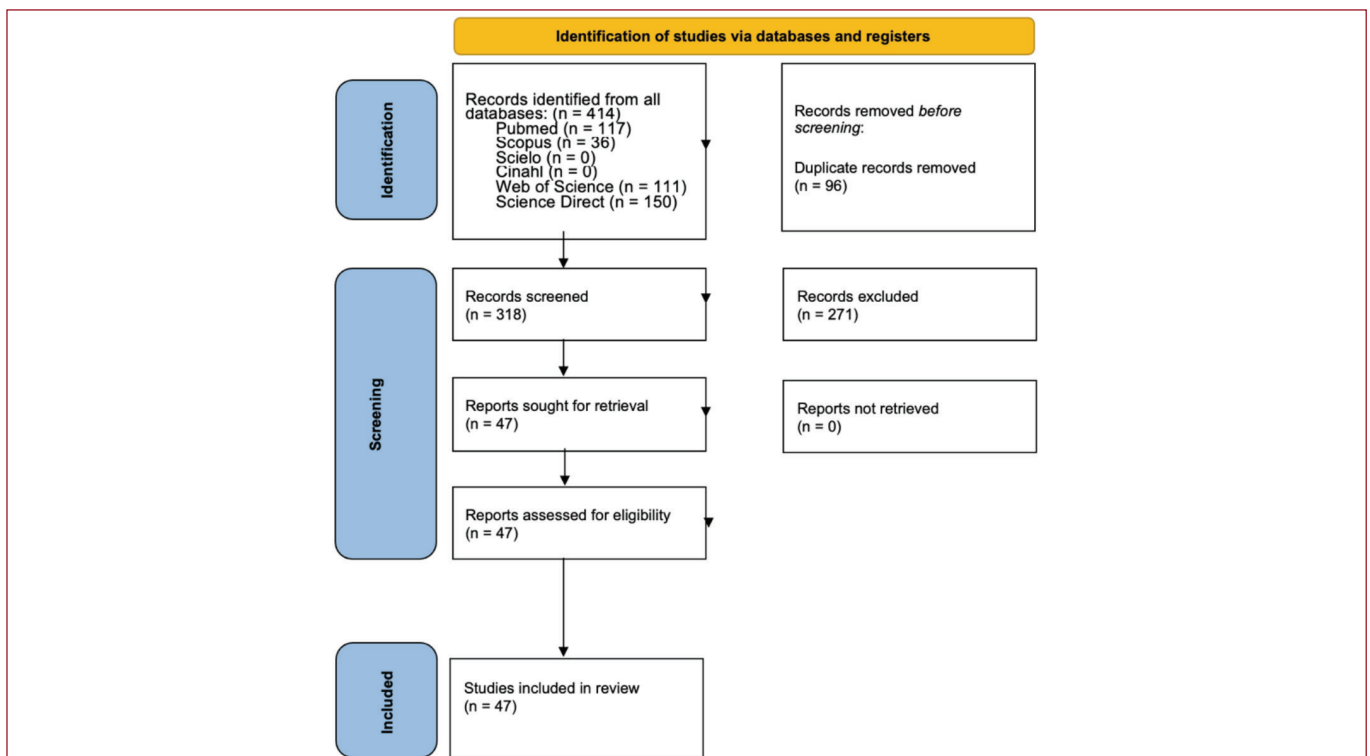 Identification of studies via databases and registers
Identification
Records identified from all
databases: (n = 414)
Pubmed (n = 117)
Scopus (n = 36)
Scielo (n = 0)
Cinahl (n = 0)
Web of Science (n = 111)
Science Direct (n = 150)
Records removed before
screening:
Duplicate records removed
(n = 96)
Screening
Records screened
(n = 318)
Records excluded
(n = 271)
Reports sought for retrieval
(n = 47)
Reports not retrieved
(n = 0)
Reports assessed for eligibility
(n = 47)
Included
Studies included in review
(n = 47)